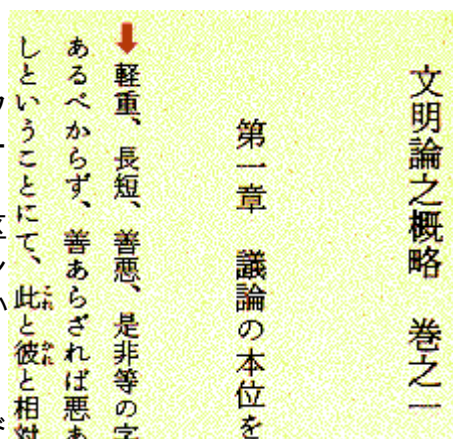 文明論之概略　巻之一
第一章　議論の本位を
軽重、長短、善悪、是非等の字
あるべからず、善あらざれば悪あ
しということにて、此と彼と相対